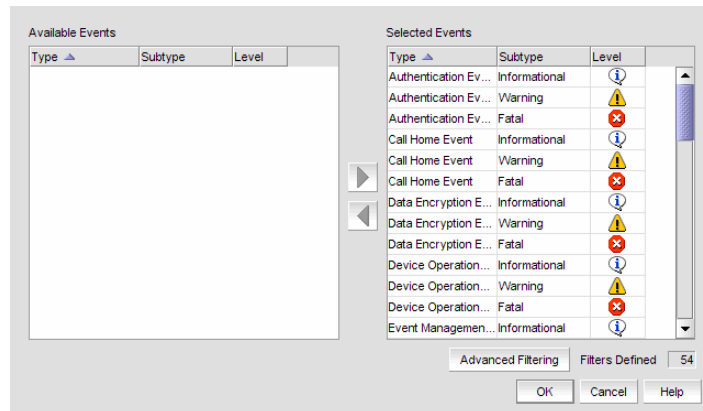 Available Events
Selected Events
Type Subtype Level
Type Subtype Level
Authentication Ev... Informational
Authentication Ev... Warning
Authentication Ev... Fatal
Call Home Event Informational
Call Home Event Warning
Call Home Event Fatal
Data Encryption E... Informational
Data Encryption E... Warning
Data Encryption E... Fatal
Device Operation... Informational
Device Operation... Warning
Device Operation... Fatal
Event Managemen... Informational
Advanced Filtering Filters Defined 54
OK Cancel Help